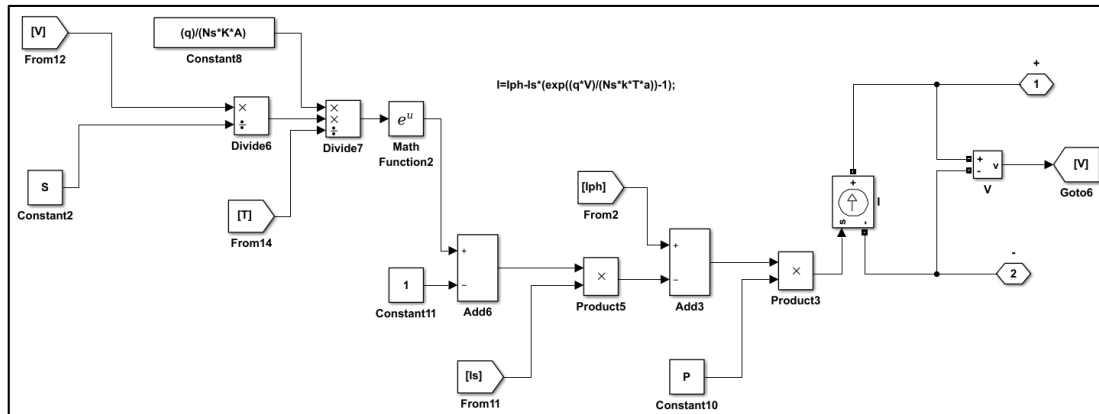 [V]
From12
(q)/(Ns*K*A)
Constant8
I=Iph-Is*(exp((q*V)/(Ns*k*T*a))-1);
+
1
×
÷
Divide6
×
×
÷
Divide7
e^u
Math
Function2
S
Constant2
[T]
From14
[Iph]
From2
+
I
s
-
+
-
v
V
[V]
Goto6
-
2
+
−
Add6
1
Constant11
×
Product5
+
−
Add3
×
Product3
[Is]
From11
P
Constant10